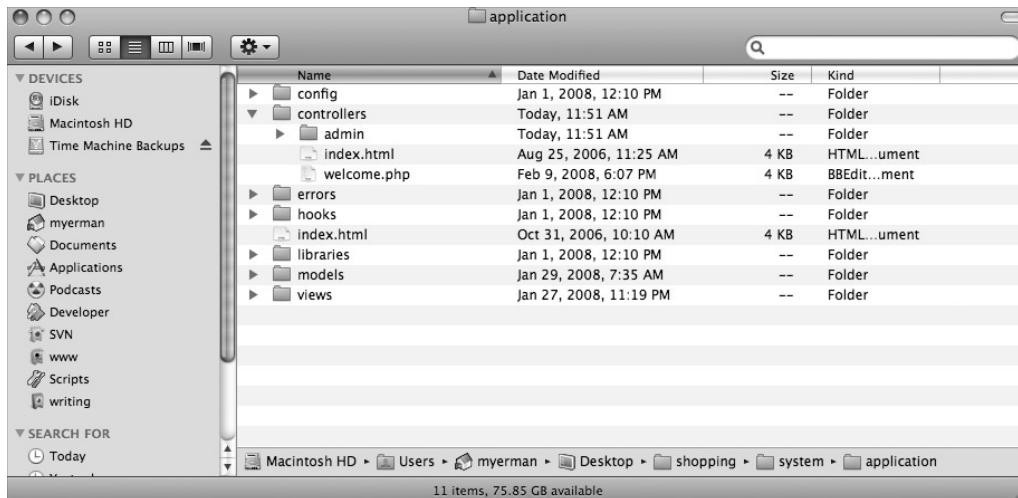 application
DEVICES
iDisk
Macintosh HD
Time Machine Backups
PLACES
Desktop
myerman
Documents
Applications
Podcasts
Developer
SVN
www
Scripts
writing
SEARCH FOR
Today
Name Date Modified Size Kind
config Jan 1, 2008, 12:10 PM -- Folder
controllers Today, 11:51 AM -- Folder
admin Today, 11:51 AM -- Folder
index.html Aug 25, 2006, 11:25 AM 4 KB HTML...ument
welcome.php Feb 9, 2008, 6:07 PM 4 KB BBEdit...ment
errors Jan 1, 2008, 12:10 PM -- Folder
hooks Jan 1, 2008, 12:10 PM -- Folder
index.html Oct 31, 2006, 10:10 AM 4 KB HTML...ument
libraries Jan 1, 2008, 12:10 PM -- Folder
models Jan 29, 2008, 7:35 AM -- Folder
views Jan 27, 2008, 11:19 PM -- Folder
Macintosh HD ▸ Users ▸ myerman ▸ Desktop ▸ shopping ▸ system ▸ application
11 items, 75.85 GB available